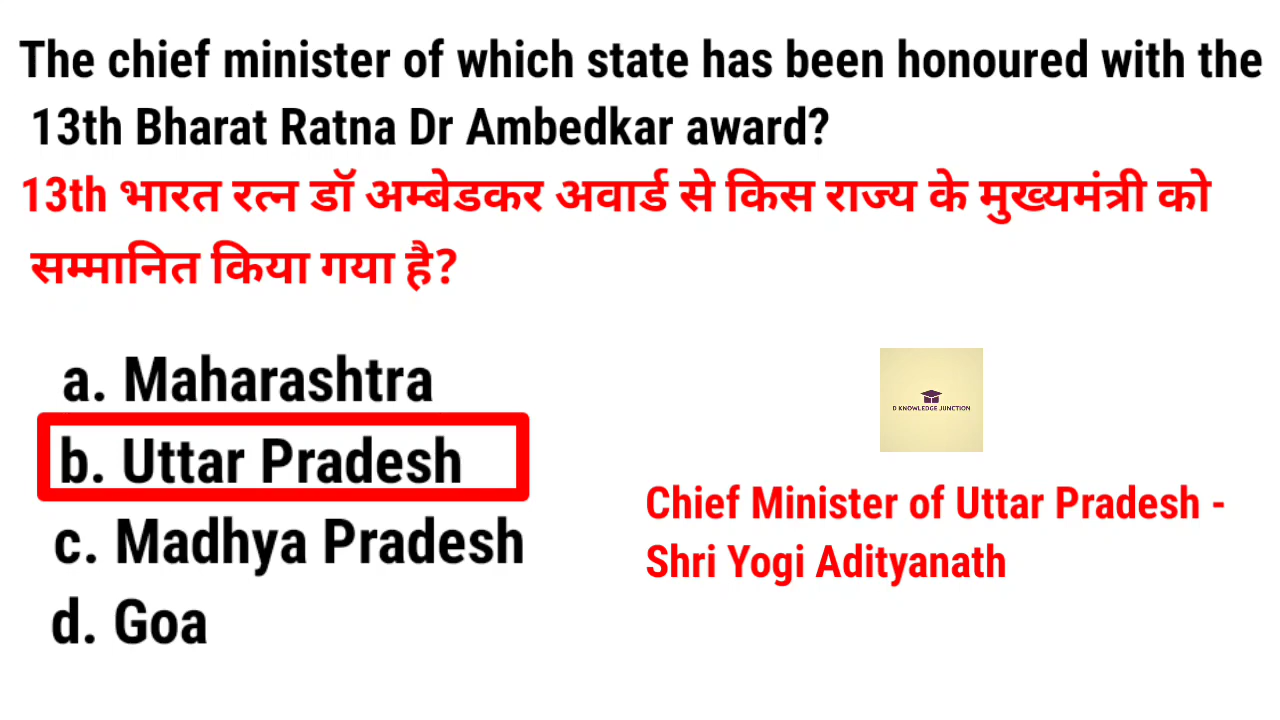 The chief minister of which state has been honoured with the
13th Bharat Ratna Dr Ambedkar award?
13th भारत रत्न डॉ अम्बेडकर अवार्ड से किस राज्य के मुख्यमंत्री को
सम्मानित किया गया है?
a. Maharashtra
b. Uttar Pradesh
c. Madhya Pradesh
d. Goa
D KNOWLEDGE JUNCTION
Chief Minister of Uttar Pradesh -
Shri Yogi Adityanath